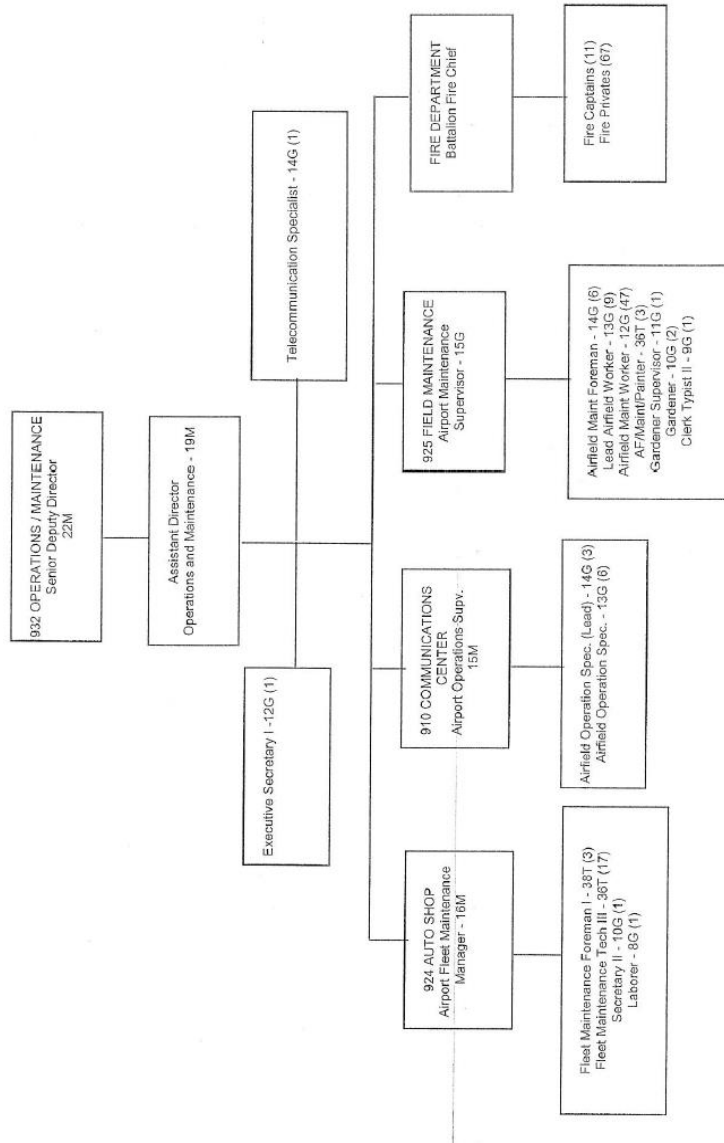 932 OPERATIONS / MAINTENANCE
Senior Deputy Director
22M
Assistant Director
Operations and Maintenance - 19M
Executive Secretary I -12G (1)
Telecommunication Specialist - 14G (1)
924 AUTO SHOP
Airport Fleet Maintenance
Manager - 16M
910 COMMUNICATIONS
CENTER
Airport Operations Supv.
15M
925 FIELD MAINTENANCE
Airport Maintenance
Supervisor - 15G
FIRE DEPARTMENT
Battalion Fire Chief
Fleet Maintenance Foreman I - 38T (3)
Fleet Maintenance Tech III - 36T (17)
Secretary II - 10G (1)
Laborer - 8G (1)
Airfield Operation Spec. (Lead) - 14G (3)
Airfield Operation Spec. - 13G (6)
Airfield Maint Foreman - 14G (6)
Lead Airfield Worker - 13G (9)
Airfield Maint Worker - 12G (47)
AF/Maint/Painter - 36T (3)
Gardener Supervisor - 11G (1)
Gardener - 10G (2)
Clerk Typist II - 9G (1)
Fire Captains (11)
Fire Privates (67)